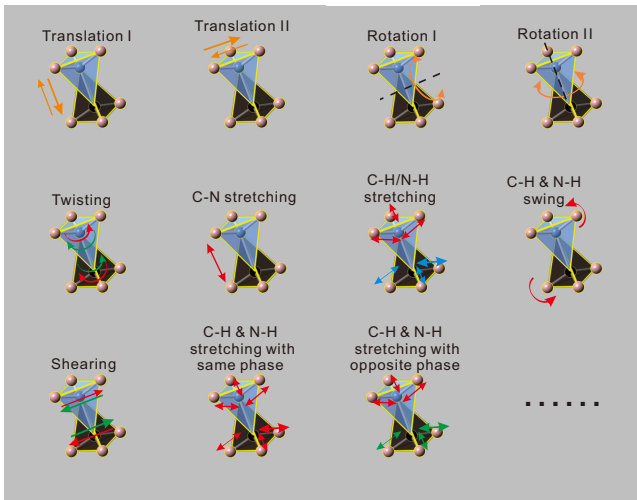 Translation I
Translation II
Rotation I
Rotation II
Twisting
C-N stretching
C-H/N-H
stretching
C-H & N-H
swing
Shearing
C-H & N-H
stretching with
same phase
C-H & N-H
stretching with
opposite phase
......